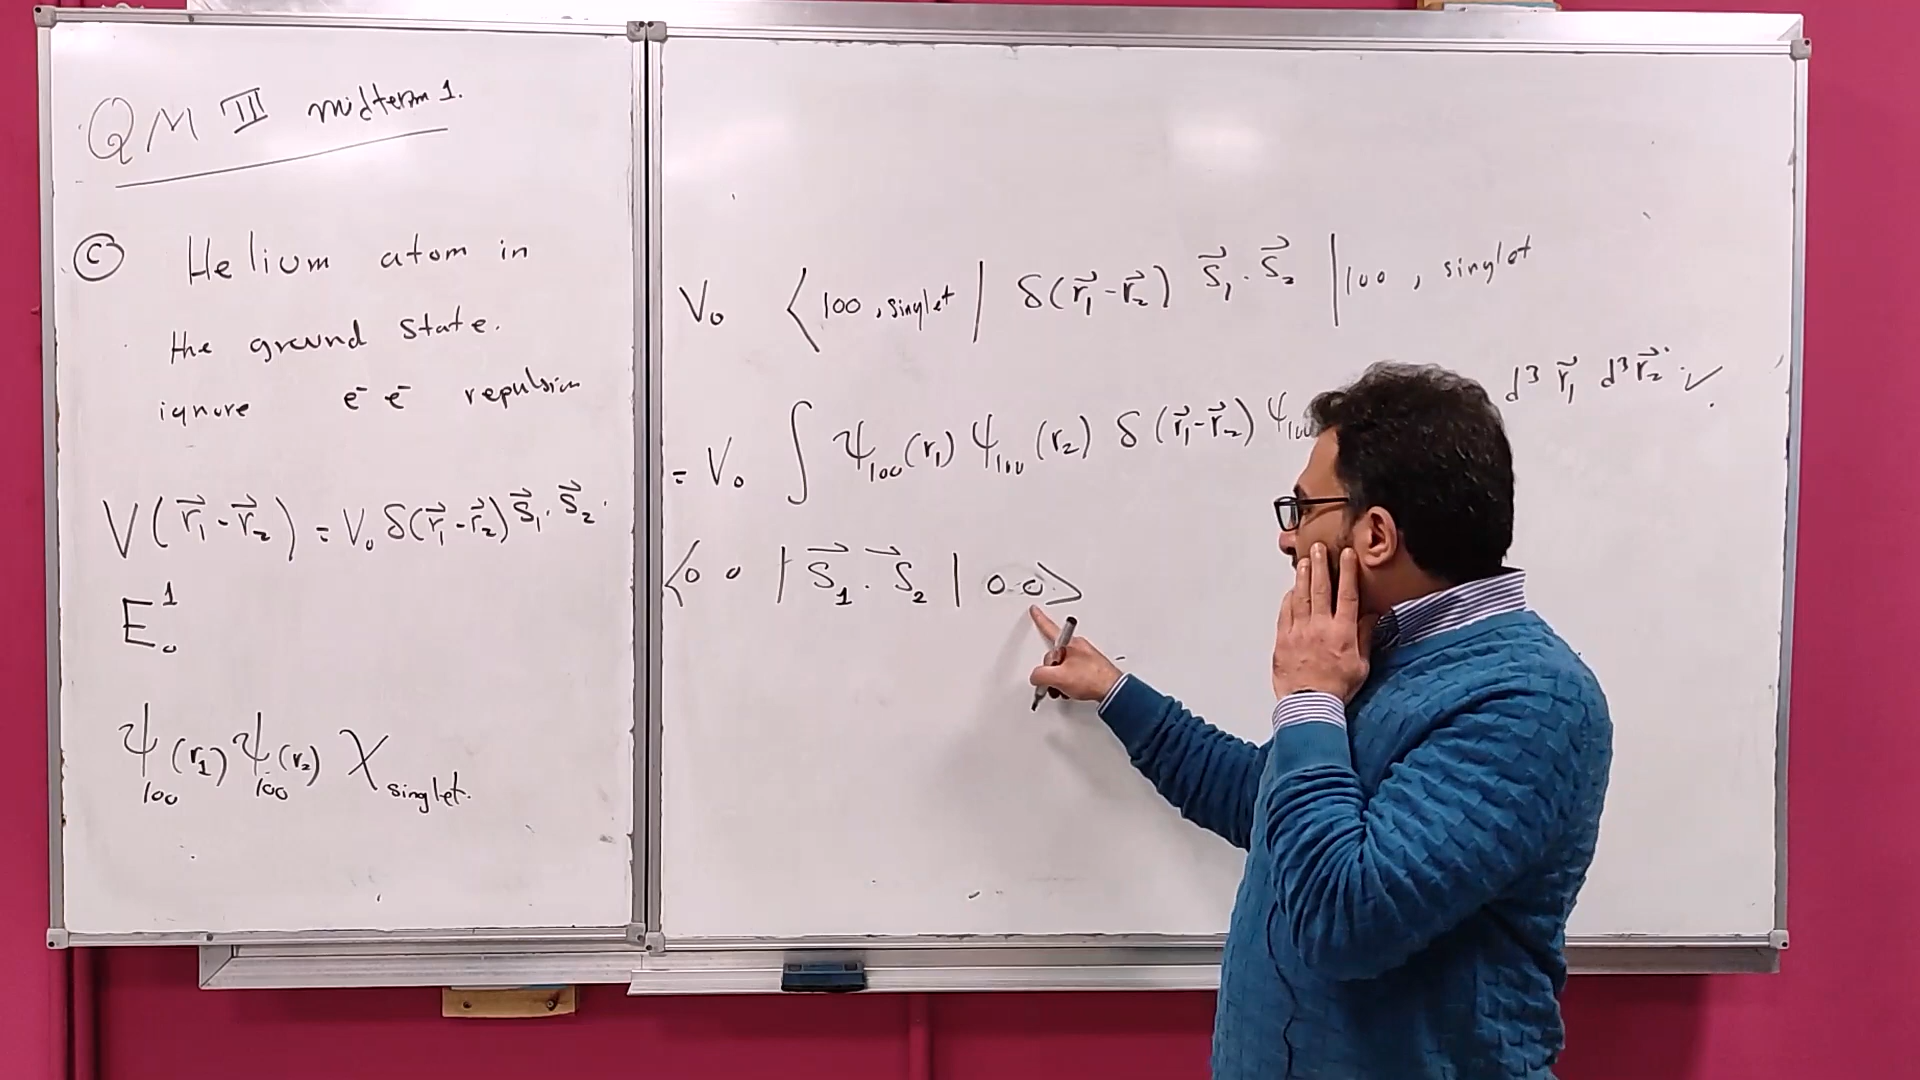 QM III midterm 1.
(c) Helium atom in
the ground state.
ignore e⁻ e⁻ repulsion
V(r⃗₁-r⃗₂) = V₀ δ(r⃗₁-r⃗₂) S⃗₁·S⃗₂.
E₀¹
ψ₁₀₀(r₁) ψ₁₀₀(r₂) χ singlet.
V₀ ⟨100, singlet | δ(r⃗₁-r⃗₂) S⃗₁·S⃗₂ | 100, singlet
= V₀ ∫ ψ₁₀₀(r₁) ψ₁₀₀(r₂) δ(r⃗₁-r⃗₂) ψ₁₀₀ d³r⃗₁ d³r⃗₂ ✓.
⟨0 0 | S⃗₁·S⃗₂ | 0 0⟩